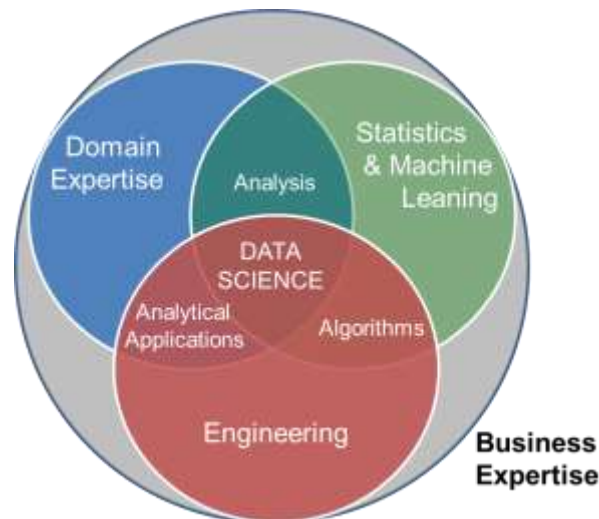 Domain
Expertise
Statistics
& Machine
Leaning
Analysis
DATA
SCIENCE
Analytical
Applications
Algorithms
Engineering
Business
Expertise